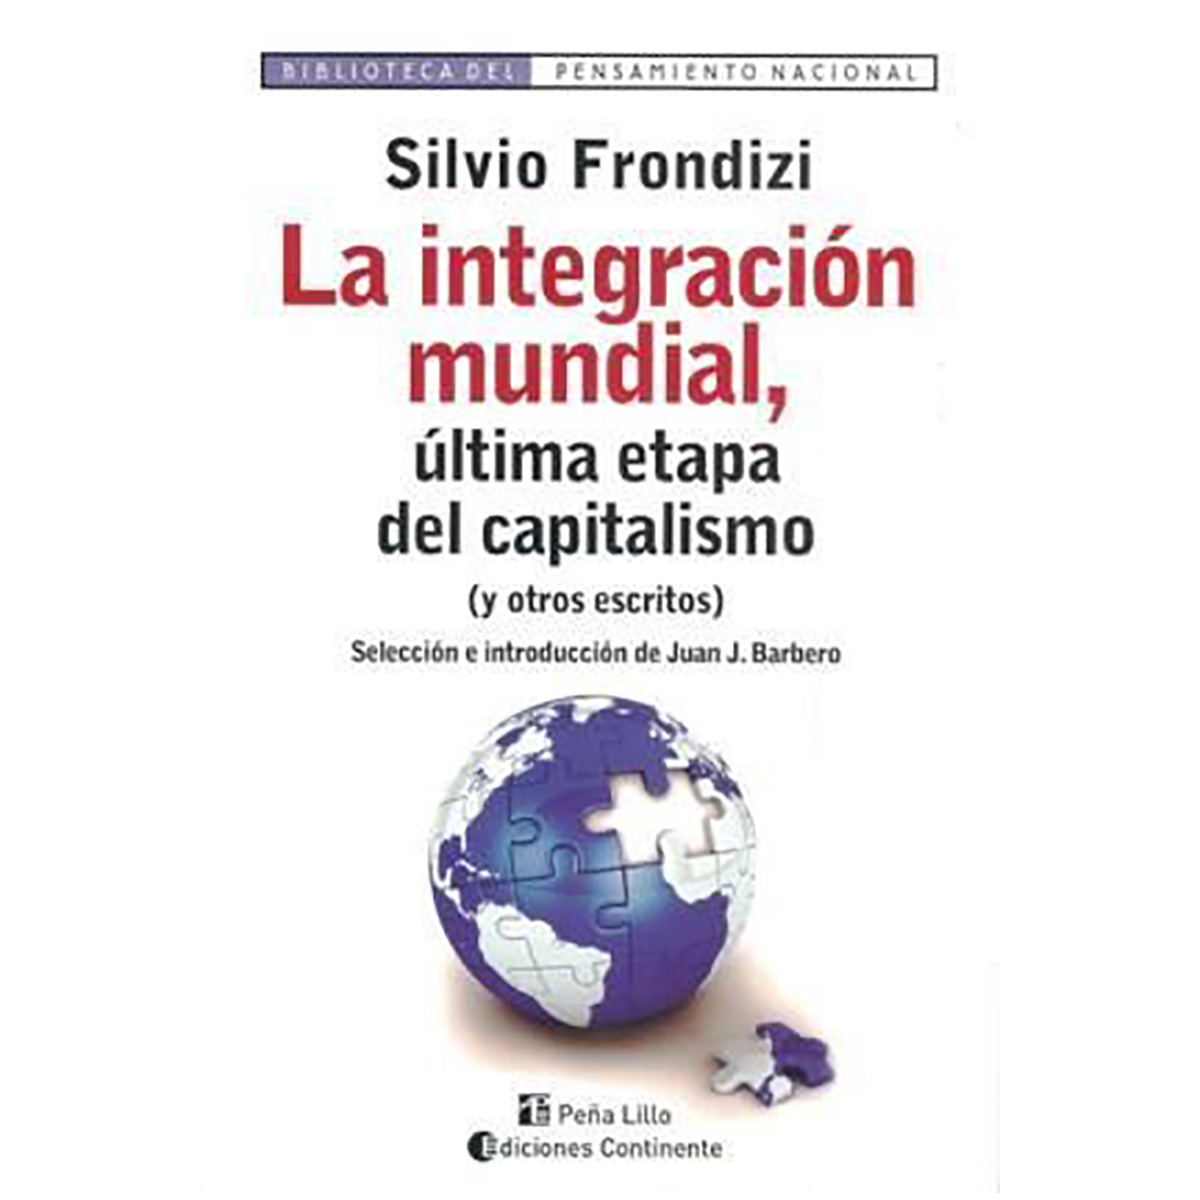 BIBLIOTECA DEL PENSAMIENTO NACIONAL
Silvio Frondizi
La integración
mundial,
última etapa
del capitalismo
(y otros escritos)
Selección e introducción de Juan J. Barbero
Peña Lillo
Ediciones Continente